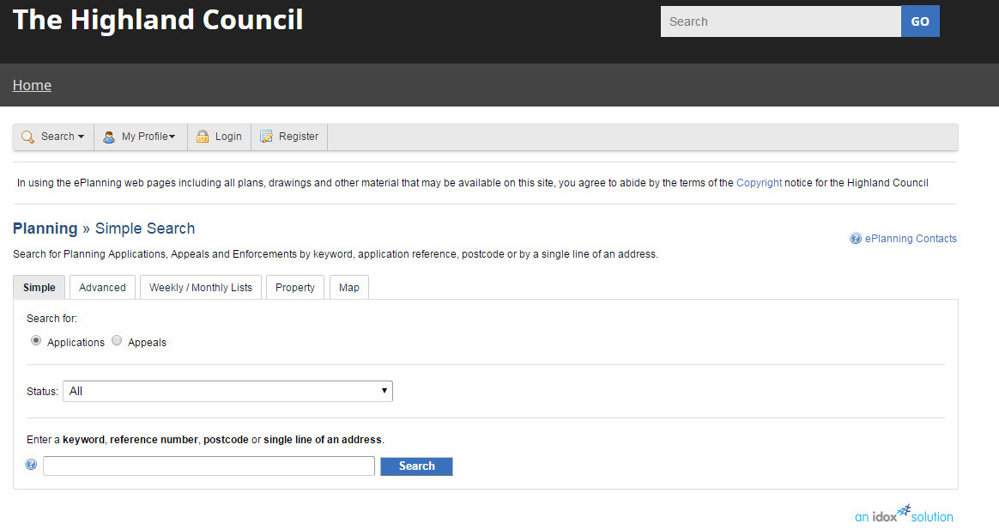 The Highland Council
Search GO
Home
Search My Profile Login Register
In using the ePlanning web pages including all plans, drawings and other material that may be available on this site, you agree to abide by the terms of the Copyright notice for the Highland Council
Planning » Simple Search
ePlanning Contacts
Search for Planning Applications, Appeals and Enforcements by keyword, application reference, postcode or by a single line of an address.
Simple Advanced Weekly / Monthly Lists Property Map
Search for:
Applications Appeals
Status: All
Enter a keyword, reference number, postcode or single line of an address.
Search
an idox solution